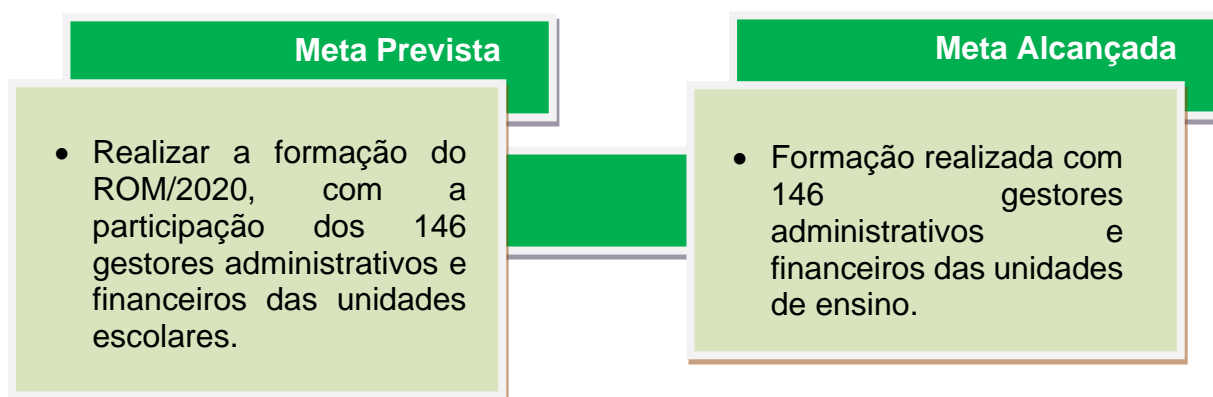 Meta Prevista
• Realizar a formação do
ROM/2020, com a
participação dos 146
gestores administrativos e
financeiros das unidades
escolares.
Meta Alcançada
• Formação realizada com
146 gestores
administrativos e
financeiros das unidades
de ensino.